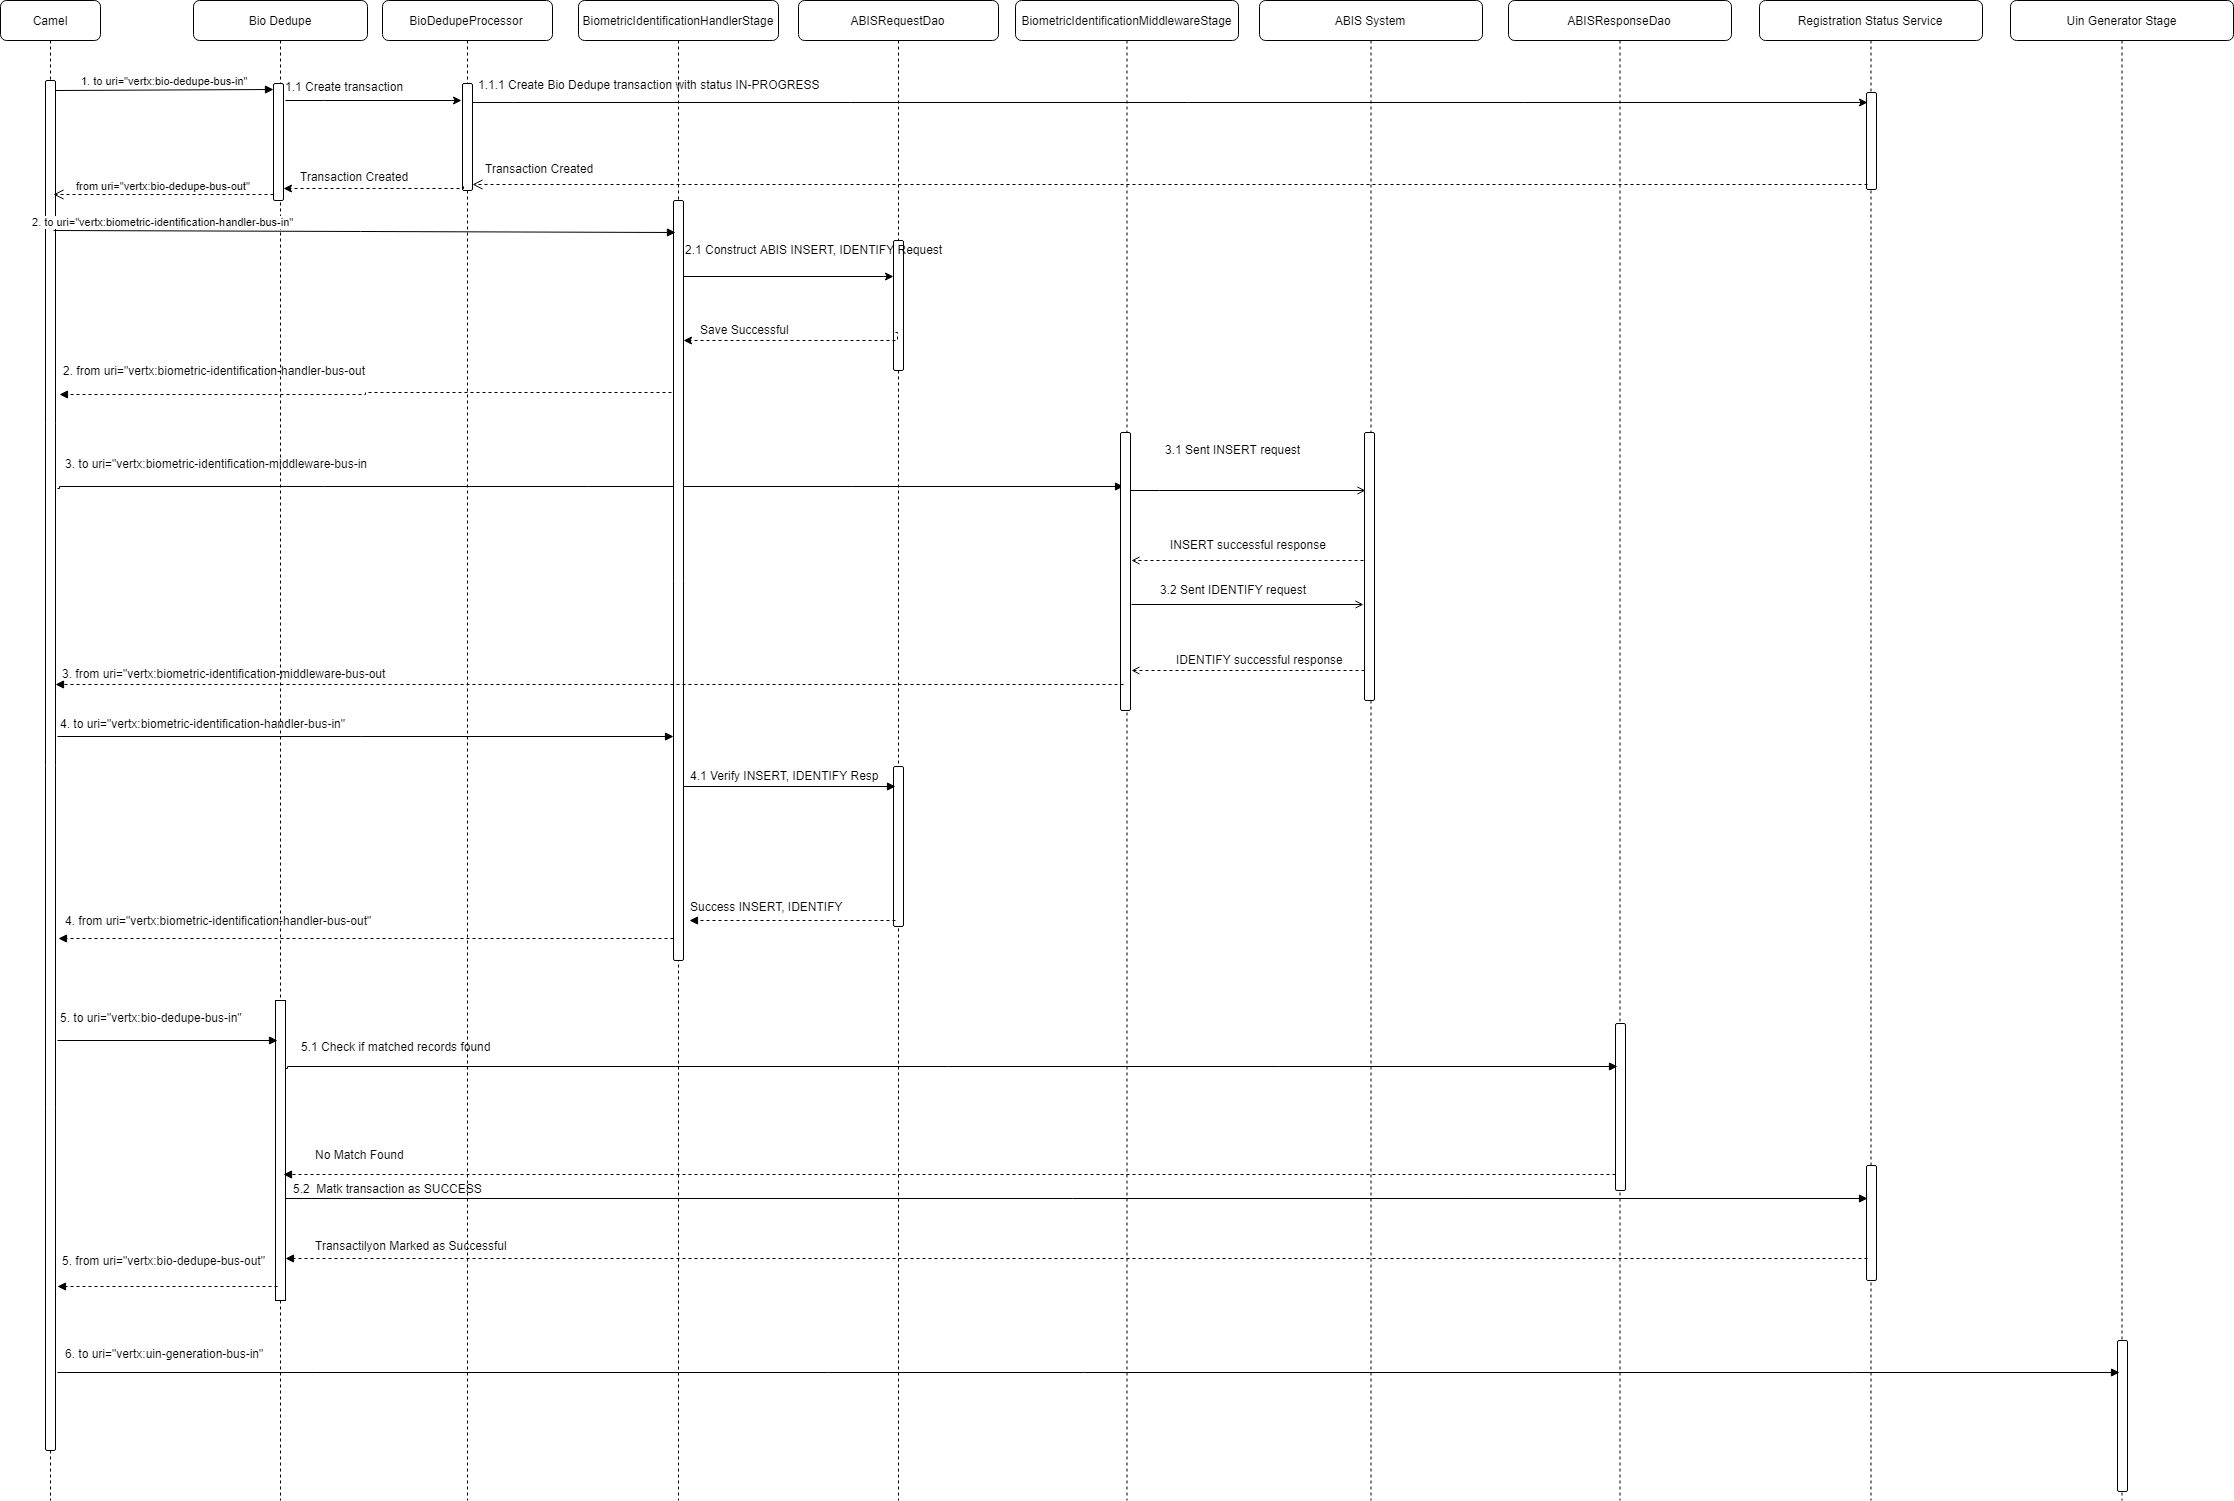 Camel
Bio Dedupe
BioDedupeProcessor
BiometricIdentificationHandlerStage
ABISRequestDao
BiometricIdentificationMiddlewareStage
ABIS System
ABISResponseDao
Registration Status Service
Uin Generator Stage
1. to uri="vertx:bio-dedupe-bus-in"
1.1 Create transaction
1.1.1 Create Bio Dedupe transaction with status IN-PROGRESS
Transaction Created
Transaction Created
from uri="vertx:bio-dedupe-bus-out"
2. to uri="vertx:biometric-identification-handler-bus-in"
2.1 Construct ABIS INSERT, IDENTIFY Request
Save Successful
2. from uri="vertx:biometric-identification-handler-bus-out
3.1 Sent INSERT request
3. to uri="vertx:biometric-identification-middleware-bus-in
INSERT successful response
3.2 Sent IDENTIFY request
IDENTIFY successful response
3. from uri="vertx:biometric-identification-middleware-bus-out
4. to uri="vertx:biometric-identification-handler-bus-in"
4.1 Verify INSERT, IDENTIFY Resp
Success INSERT, IDENTIFY
4. from uri="vertx:biometric-identification-handler-bus-out"
5. to uri="vertx:bio-dedupe-bus-in"
5.1 Check if matched records found
No Match Found
5.2 Matk transaction as SUCCESS
Transactilyon Marked as Successful
5. from uri="vertx:bio-dedupe-bus-out"
6. to uri="vertx:uin-generation-bus-in"